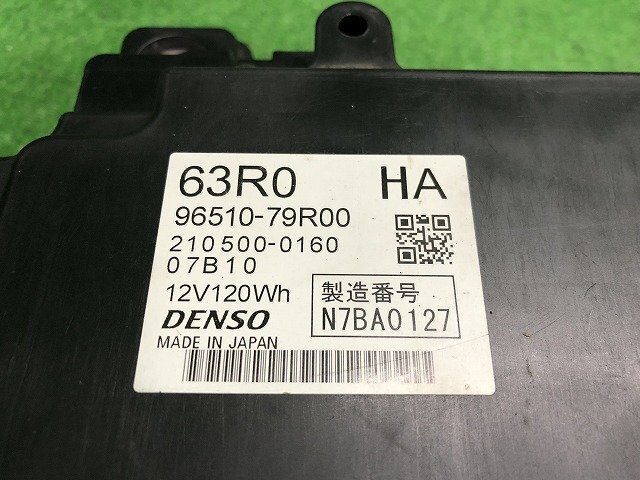 63R0 HA
96510-79R00
210500-0160
07B10
12V120Wh
製造番号
N7BA0127
DENSO
MADE IN JAPAN